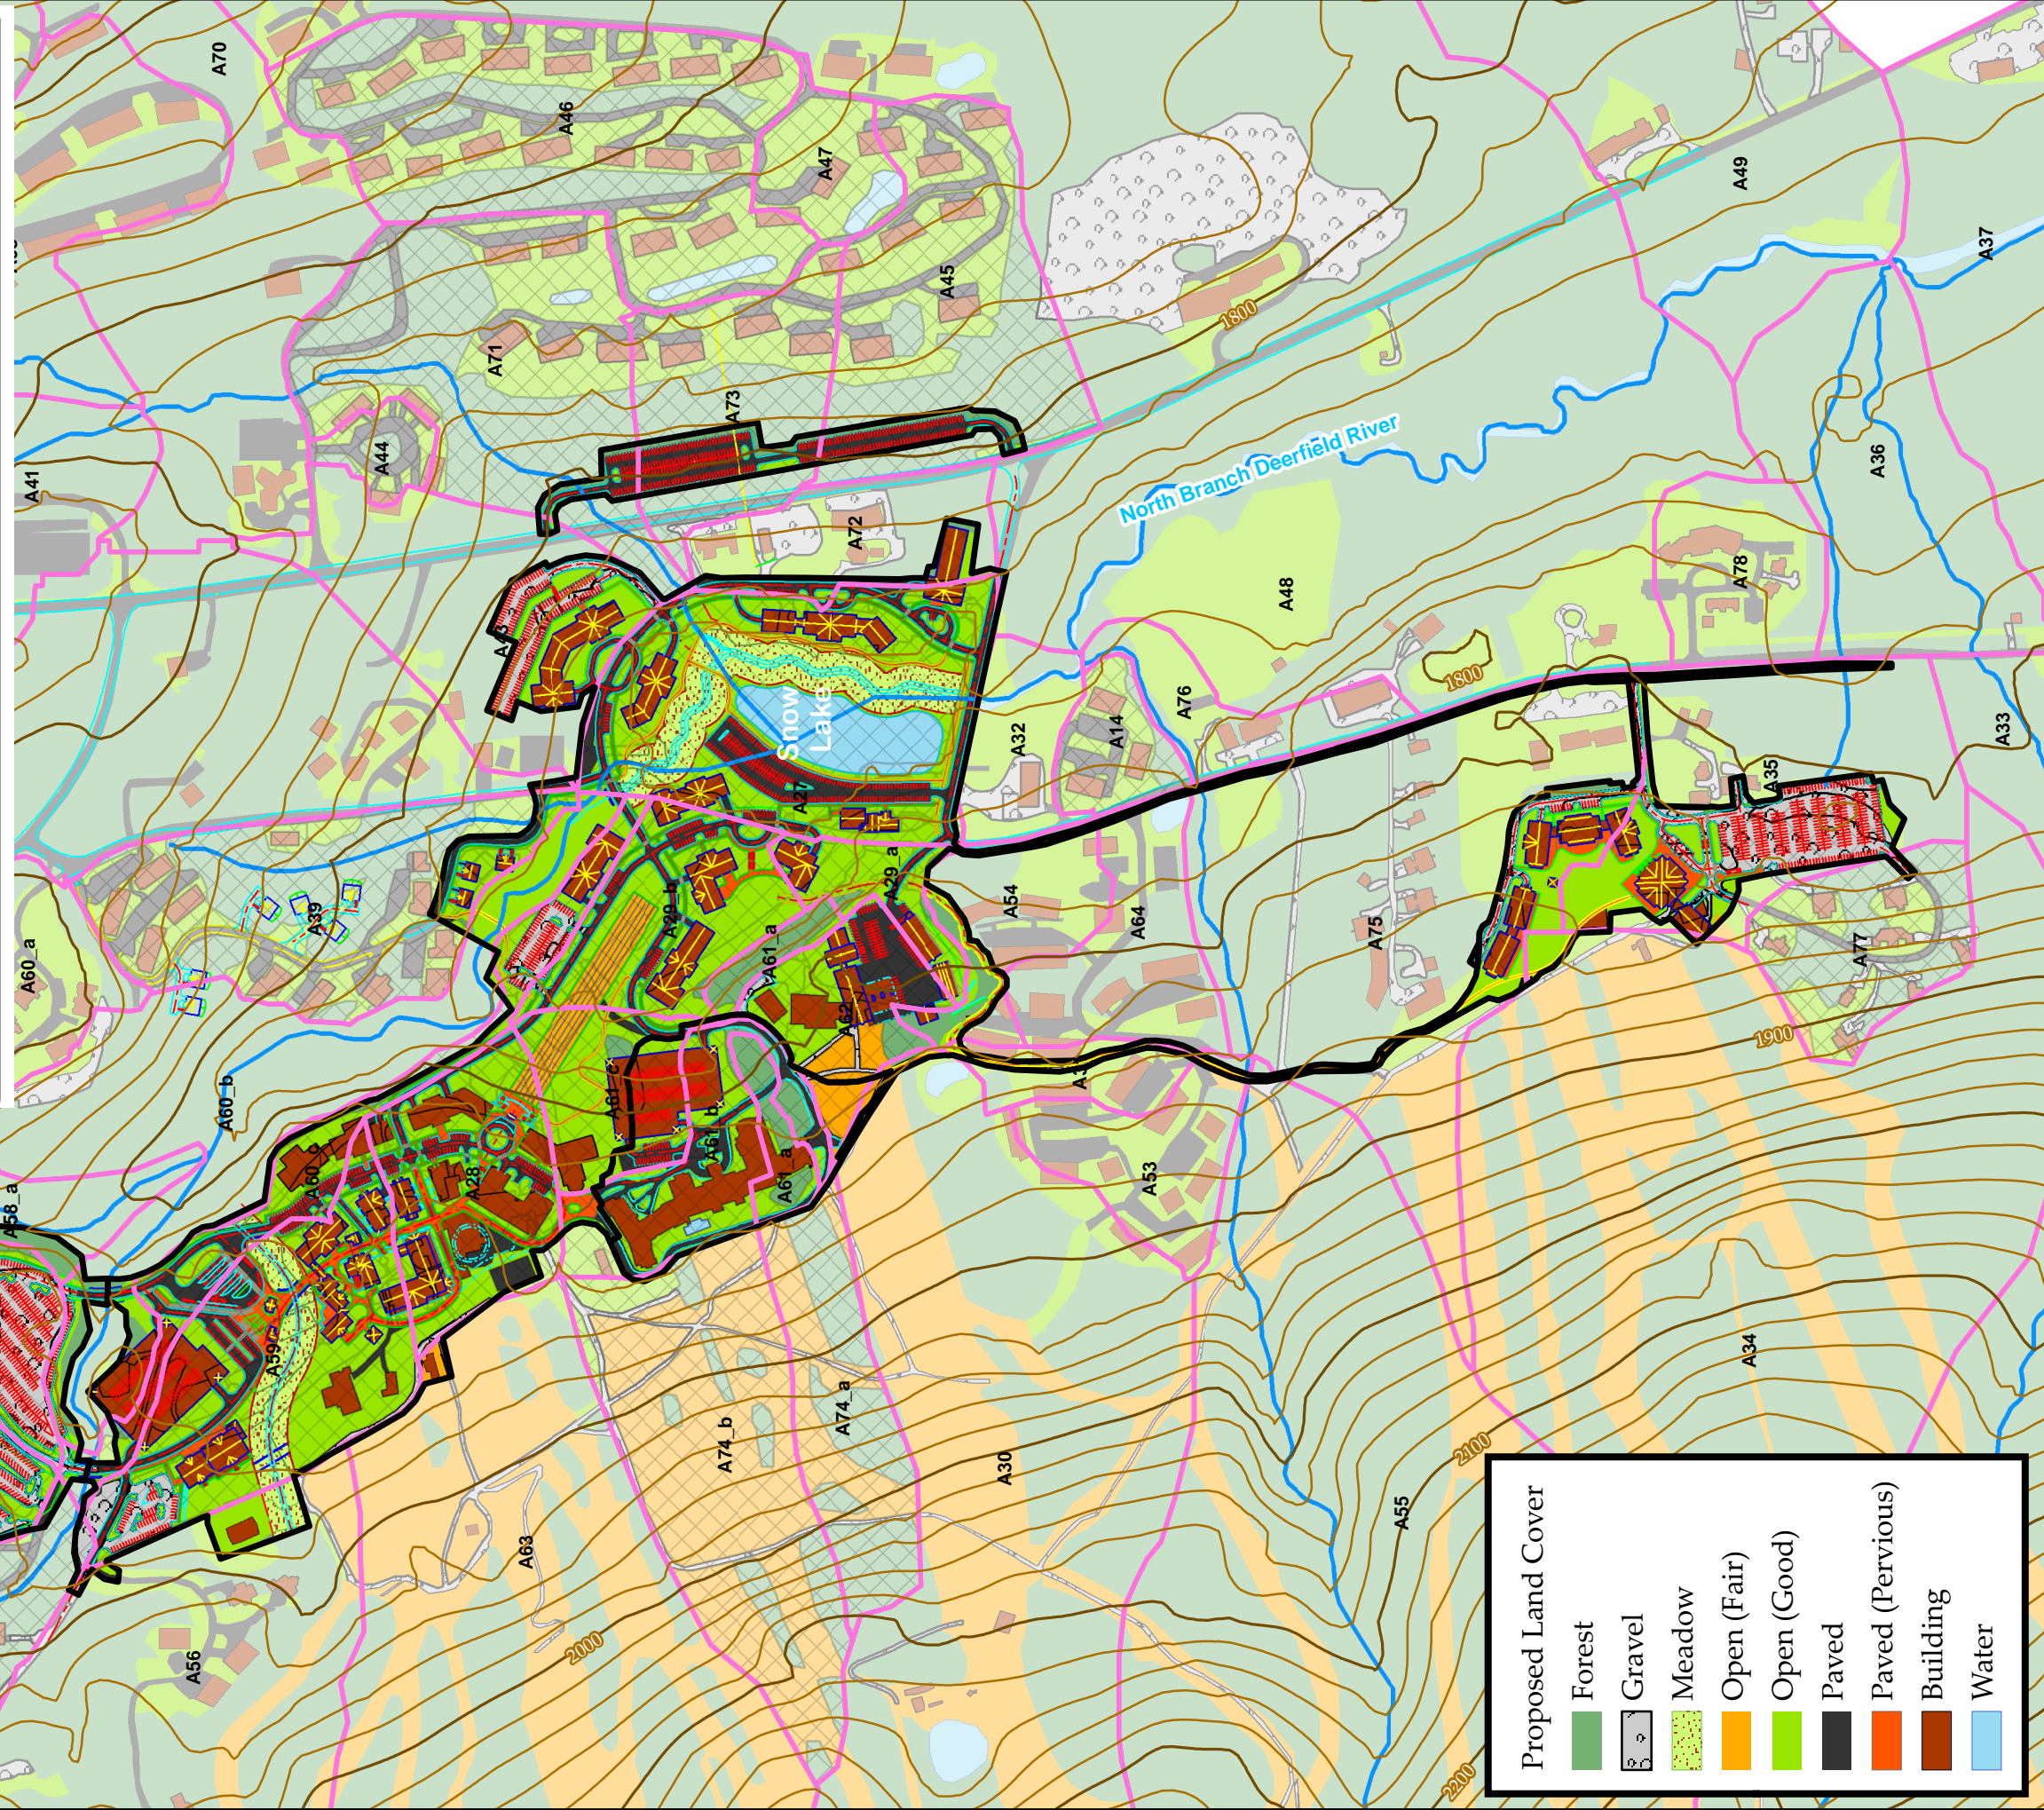 A70
A46
A47
A49
A37
A45
A71
A73
A44
A41
A72
1800
North Branch Deerfield River
A36
A48
A78
1800
Snow
Lake
A32
A14
A76
A33
A35
A27
A29_a
A29_b
A39
A60_a
A54
A64
A75
A77
A61_a
A62
1900
A60_b
A61_c
A61_b
A53
A60_c
A28
A61_a
A58_a
A59
A34
A74_a
A74_b
A30
2100
A55
A63
2000
A56
2200
Proposed Land Cover
Forest
Gravel
Meadow
Open (Fair)
Open (Good)
Paved
Paved (Pervious)
Building
Water